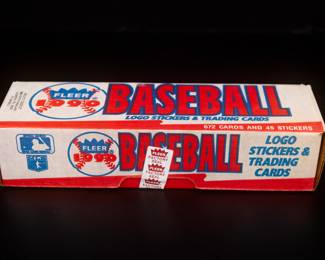 FLEER
1990
BASEBALL
LOGO STICKERS & TRADING CARDS
672 CARDS AND 45 STICKERS
FLEER
1990
BASEBALL
LOGO
STICKERS &
TRADING
CARDS
FLEER